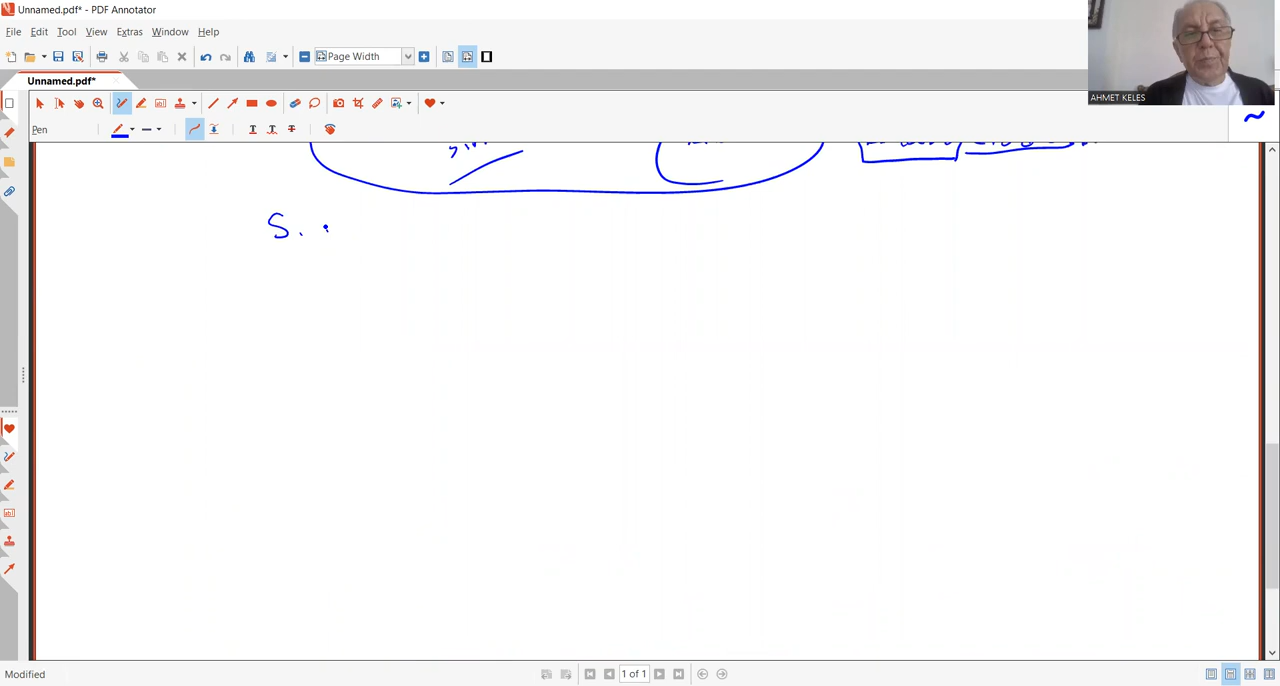 Unnamed.pdf* - PDF Annotator
File Edit Tool View Extras Window Help
Page Width
Unnamed.pdf*
Pen
AHMET KELES
S.
1 of 1
Modified